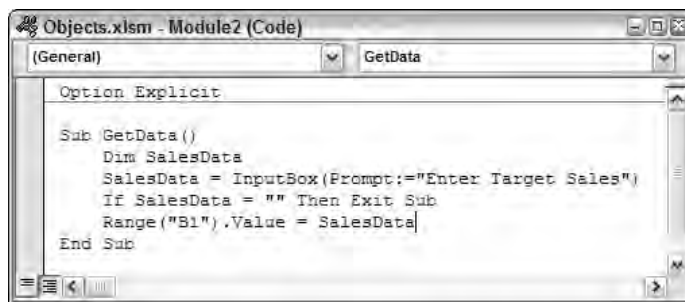 Objects.xlsm - Module2 (Code)
(General) GetData
Option Explicit
Sub GetData()
    Dim SalesData
    SalesData = InputBox(Prompt:="Enter Target Sales")
    If SalesData = "" Then Exit Sub
    Range("B1").Value = SalesData
End Sub